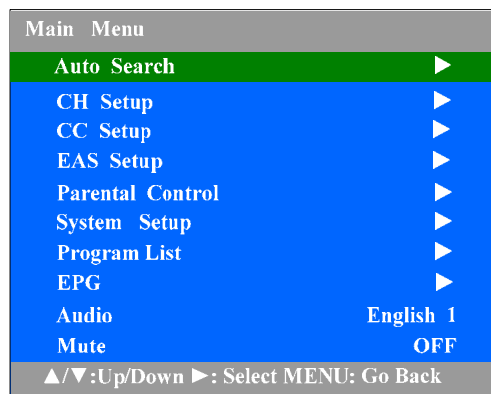 Main Menu
Auto Search ▶
CH Setup ▶
CC Setup ▶
EAS Setup ▶
Parental Control ▶
System Setup ▶
Program List ▶
EPG ▶
Audio English 1
Mute OFF
▲/▼:Up/Down ▶: Select MENU: Go Back